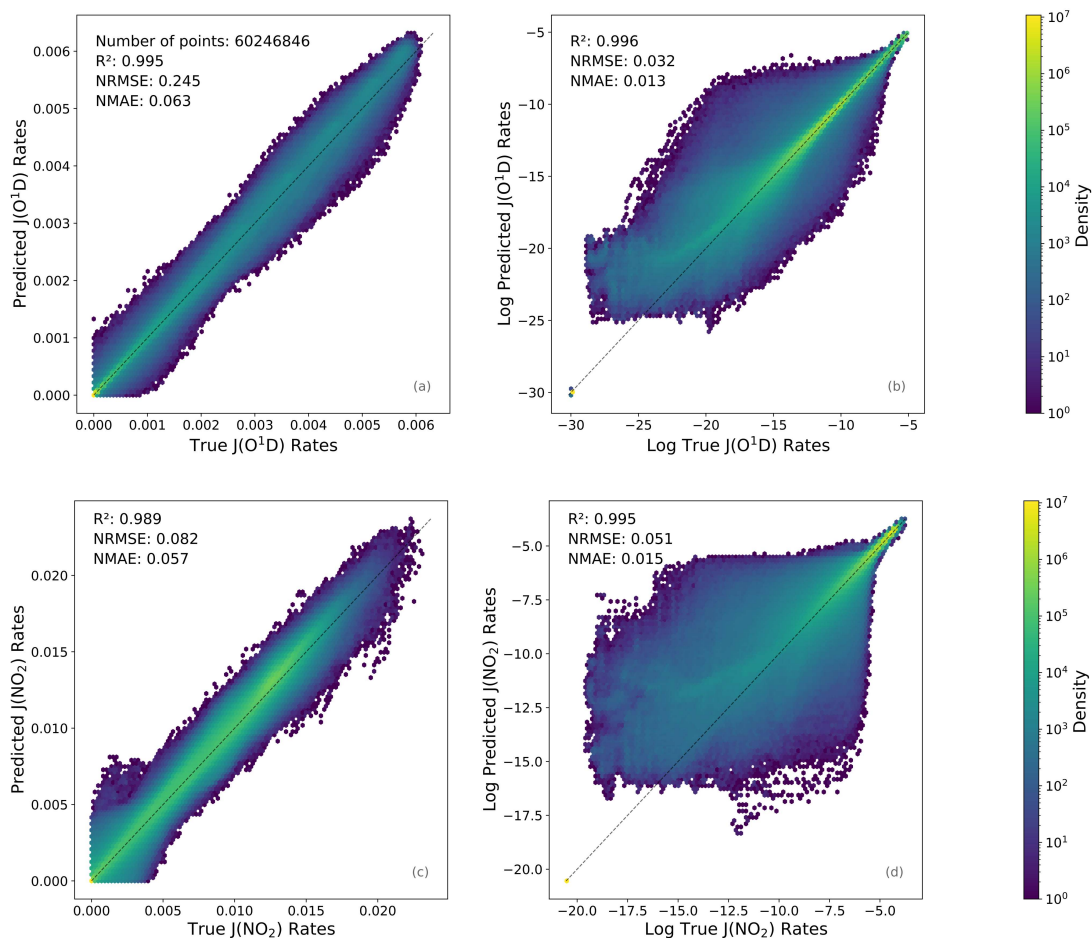 Number of points: 60246846
R²: 0.995
NRMSE: 0.245
NMAE: 0.063
Predicted J(O¹D) Rates
0.006
0.005
0.004
0.003
0.002
0.001
0.000
(a)
0.000 0.001 0.002 0.003 0.004 0.005 0.006
True J(O¹D) Rates
R²: 0.996
NRMSE: 0.032
NMAE: 0.013
Log Predicted J(O¹D) Rates
−5
−10
−15
−20
−25
−30
(b)
−30 −25 −20 −15 −10 −5
Log True J(O¹D) Rates
10⁷
10⁶
10⁵
10⁴
10³
10²
10¹
10⁰
Density
R²: 0.989
NRMSE: 0.082
NMAE: 0.057
Predicted J(NO₂) Rates
0.020
0.015
0.010
0.005
0.000
(c)
0.000 0.005 0.010 0.015 0.020
True J(NO₂) Rates
R²: 0.995
NRMSE: 0.051
NMAE: 0.015
Log Predicted J(NO₂) Rates
−5.0
−7.5
−10.0
−12.5
−15.0
−17.5
−20.0
(d)
−20.0 −17.5 −15.0 −12.5 −10.0 −7.5 −5.0
Log True J(NO₂) Rates
10⁷
10⁶
10⁵
10⁴
10³
10²
10¹
10⁰
Density